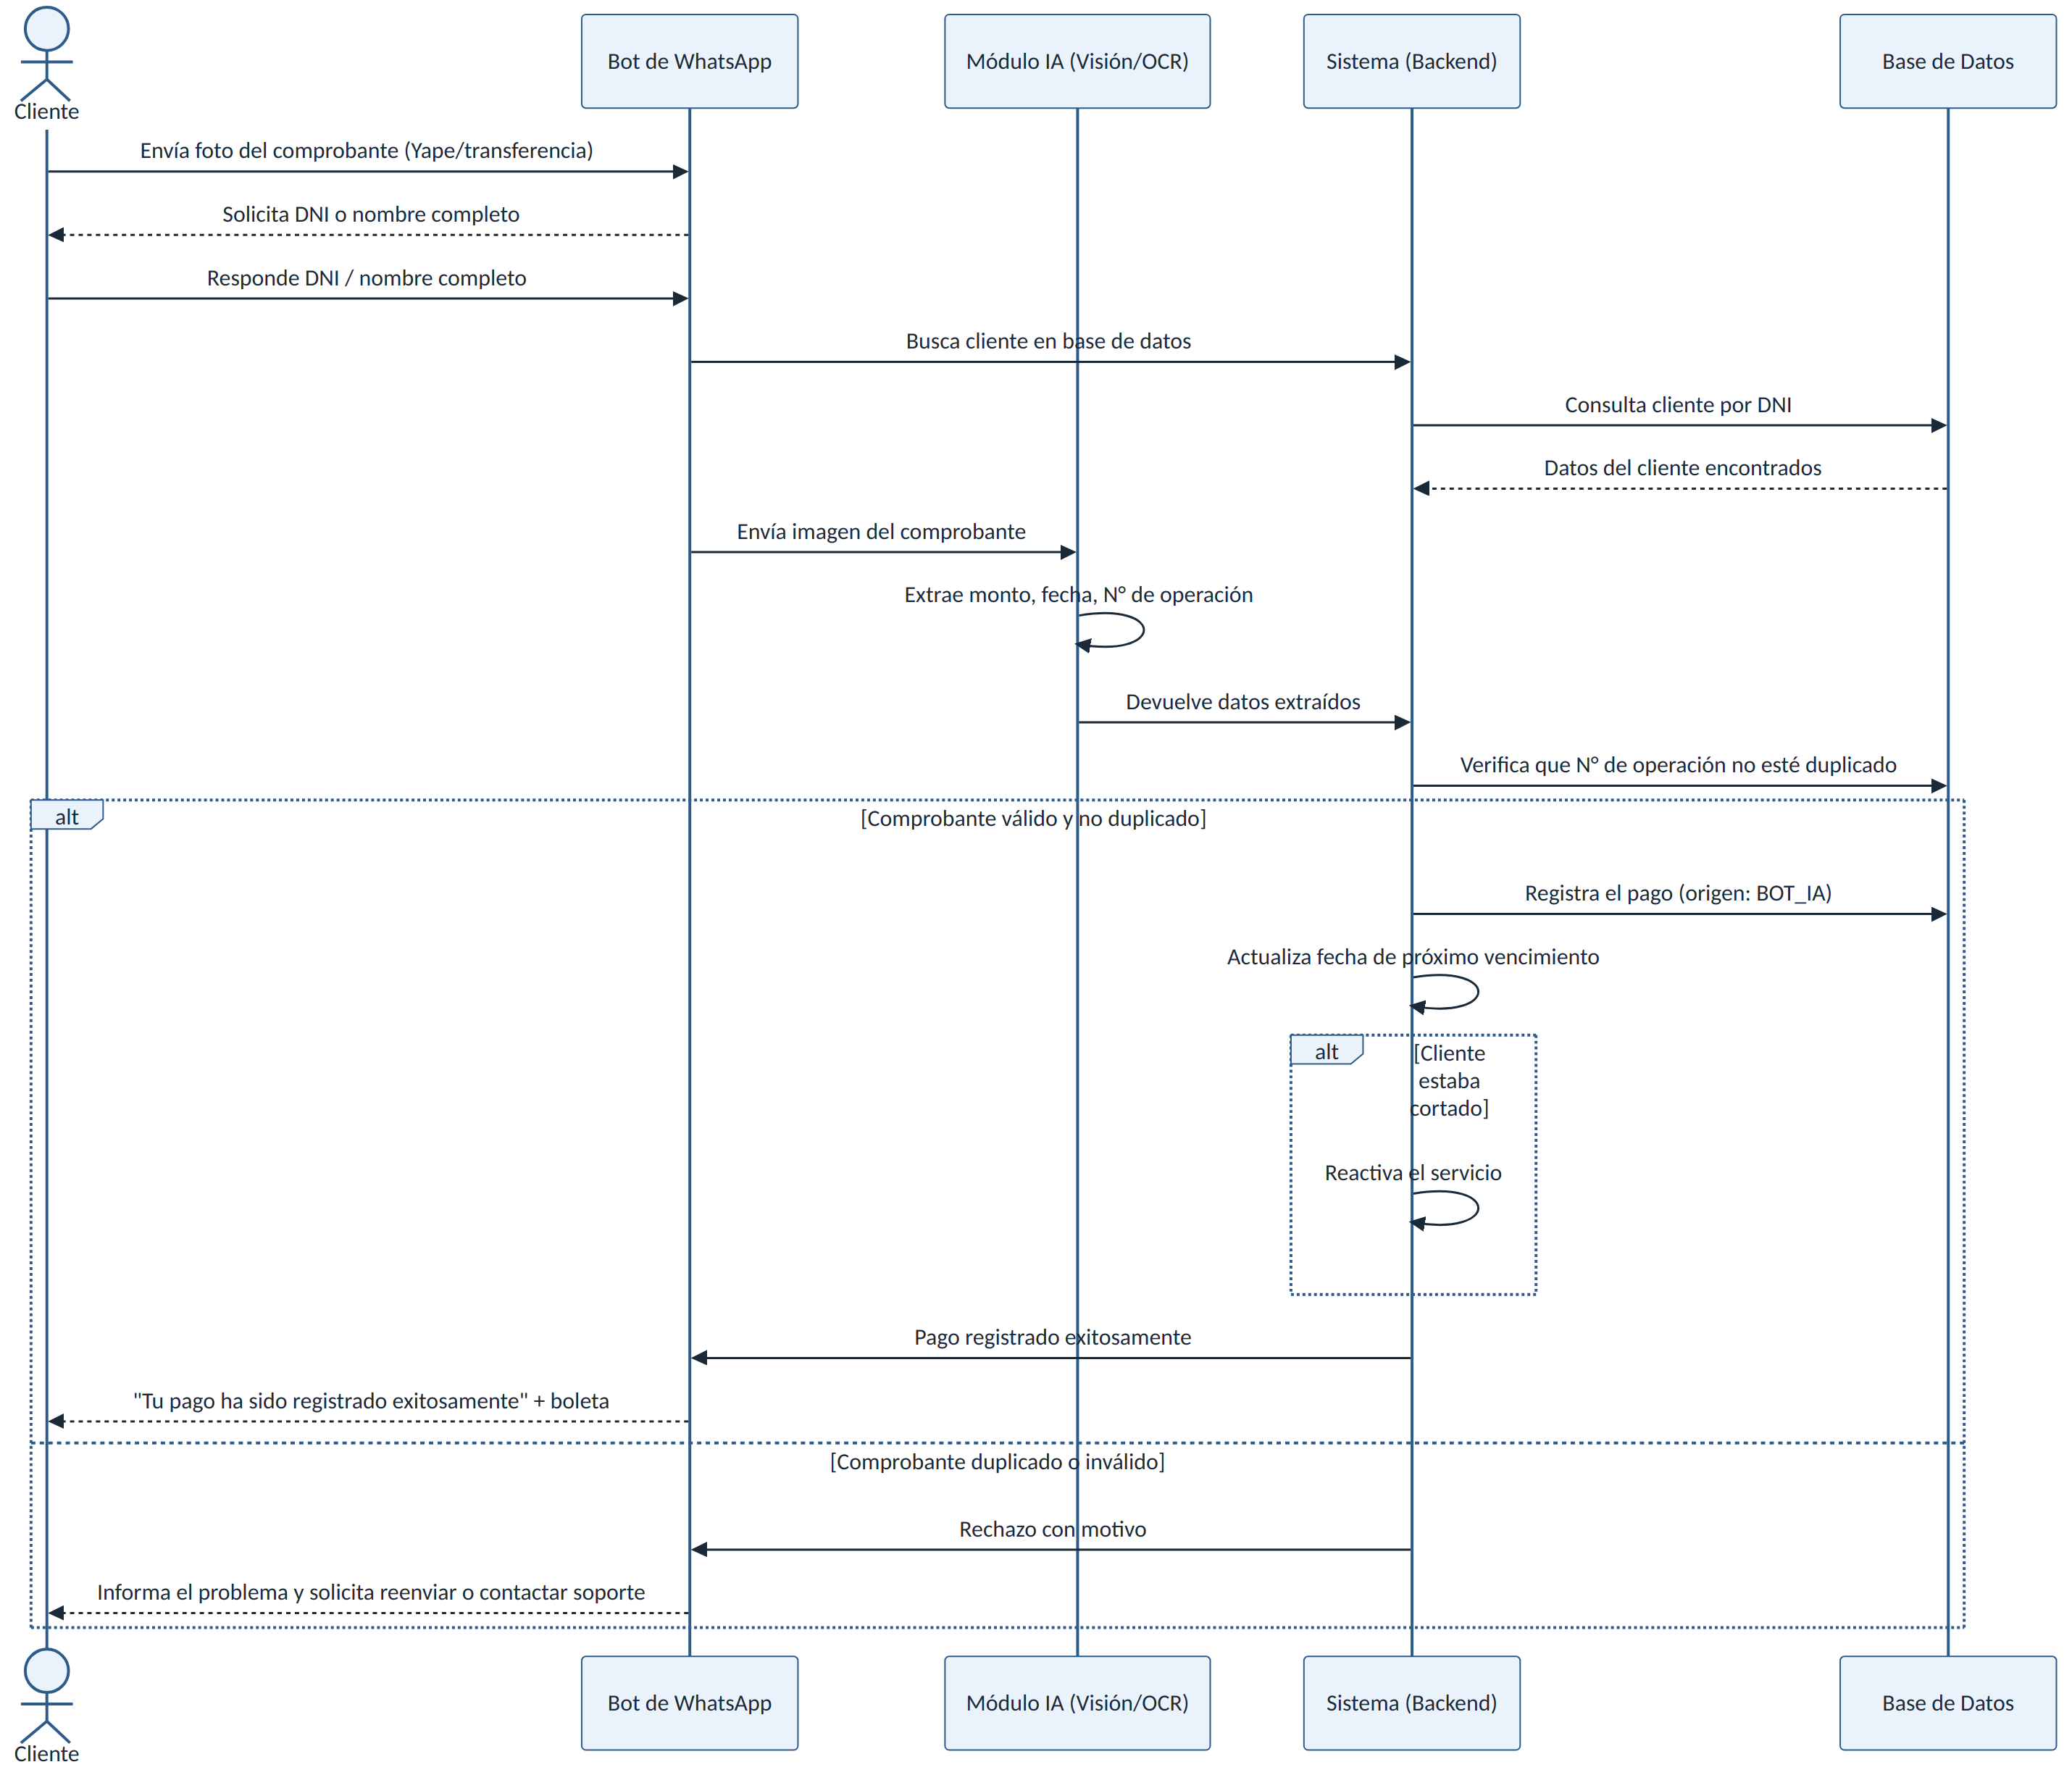 Cliente
Bot de WhatsApp
Módulo IA (Visión/OCR)
Sistema (Backend)
Base de Datos
Envía foto del comprobante (Yape/transferencia)
Solicita DNI o nombre completo
Responde DNI / nombre completo
Busca cliente en base de datos
Consulta cliente por DNI
Datos del cliente encontrados
Envía imagen del comprobante
Extrae monto, fecha, N° de operación
Devuelve datos extraídos
Verifica que N° de operación no esté duplicado
alt
[Comprobante válido y no duplicado]
Registra el pago (origen: BOT_IA)
Actualiza fecha de próximo vencimiento
alt
[Cliente
estaba
cortado]
Reactiva el servicio
Pago registrado exitosamente
"Tu pago ha sido registrado exitosamente" + boleta
[Comprobante duplicado o inválido]
Rechazo con motivo
Informa el problema y solicita reenviar o contactar soporte
Cliente
Bot de WhatsApp
Módulo IA (Visión/OCR)
Sistema (Backend)
Base de Datos